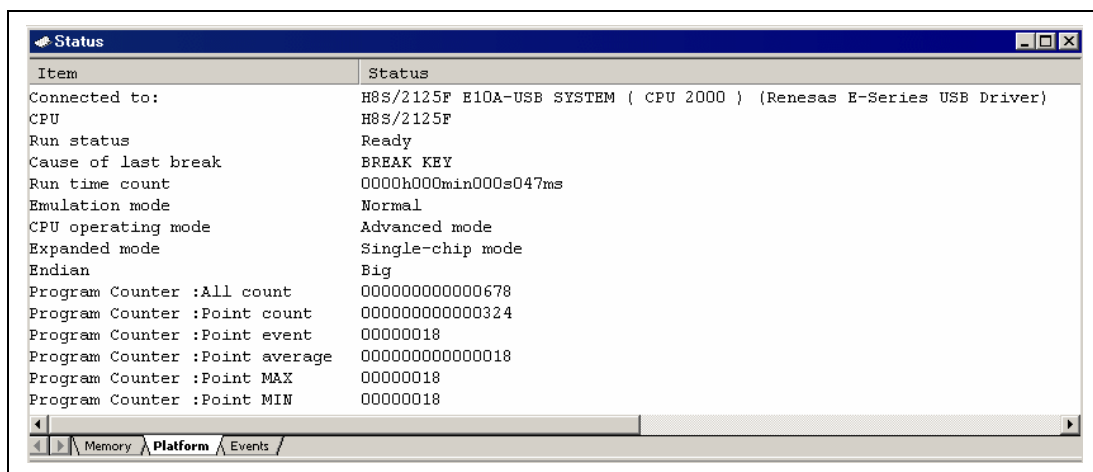 Status
Item Status
Connected to: H8S/2125F E10A-USB SYSTEM ( CPU 2000 ) (Renesas E-Series USB Driver)
CPU H8S/2125F
Run status Ready
Cause of last break BREAK KEY
Run time count 0000h000min000s047ms
Emulation mode Normal
CPU operating mode Advanced mode
Expanded mode Single-chip mode
Endian Big
Program Counter :All count 000000000000678
Program Counter :Point count 000000000000324
Program Counter :Point event 00000018
Program Counter :Point average 000000000000018
Program Counter :Point MAX 00000018
Program Counter :Point MIN 00000018
Memory Platform Events